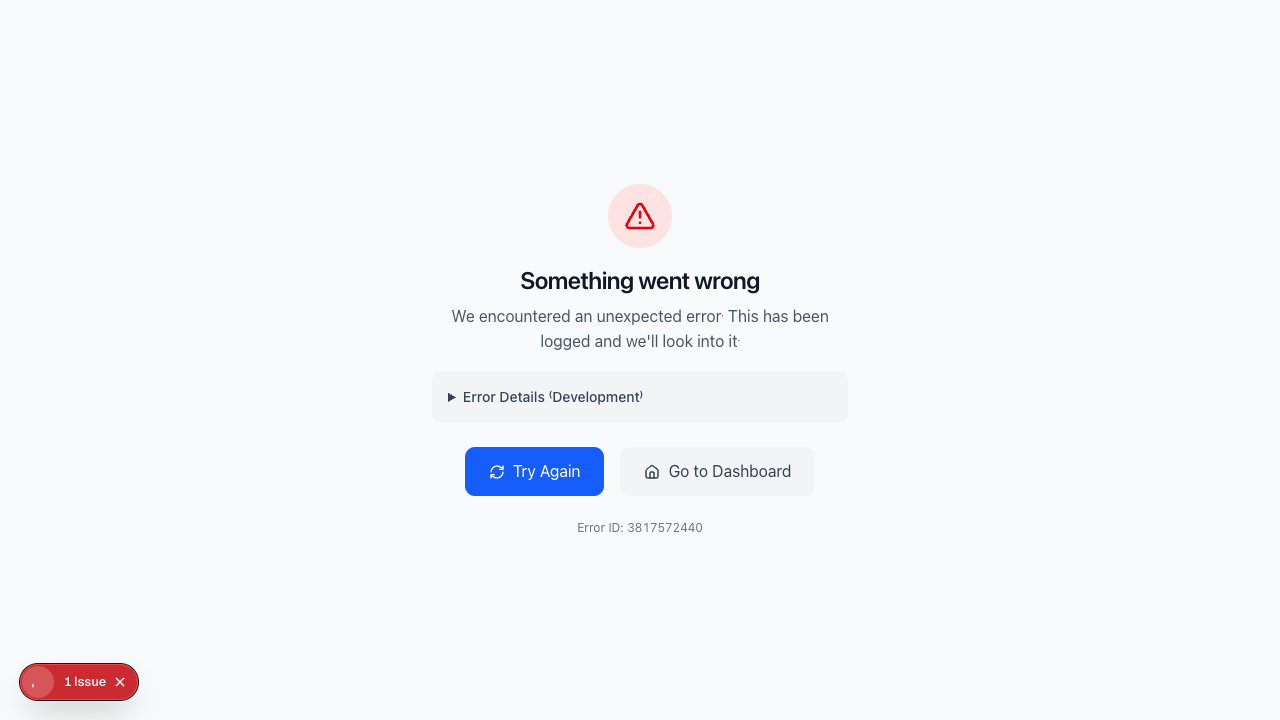 Something went wrong
We encountered an unexpected error. This has been
logged and we'll look into it.
Error Details (Development)
Try Again
Go to Dashboard
Error ID: 3817572440
1 Issue